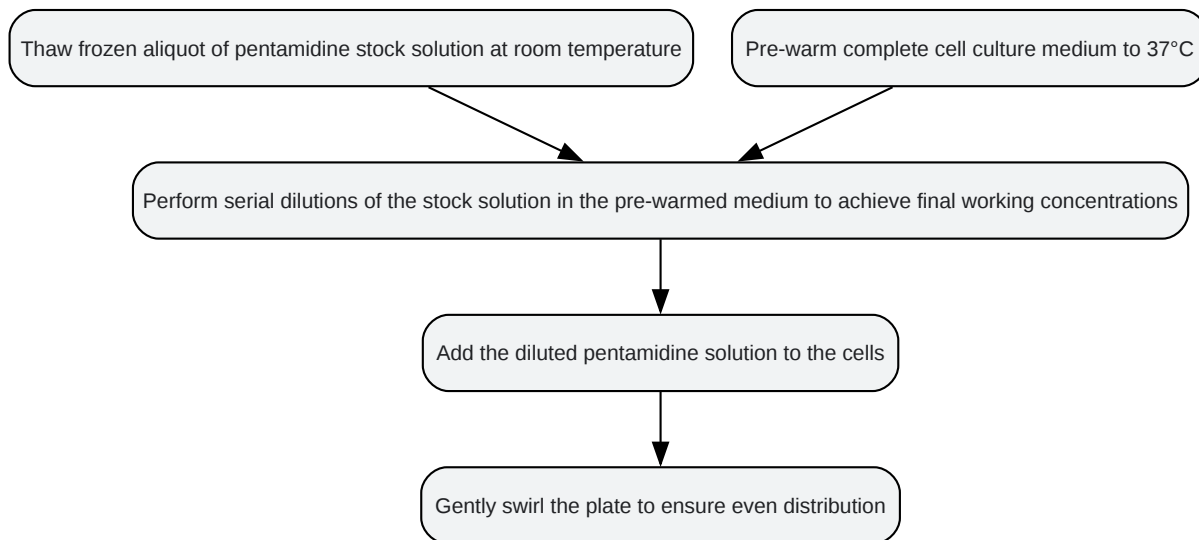 Thaw frozen aliquot of pentamidine stock solution at room temperature
Pre-warm complete cell culture medium to 37°C
Perform serial dilutions of the stock solution in the pre-warmed medium to achieve final working concentrations
Add the diluted pentamidine solution to the cells
Gently swirl the plate to ensure even distribution